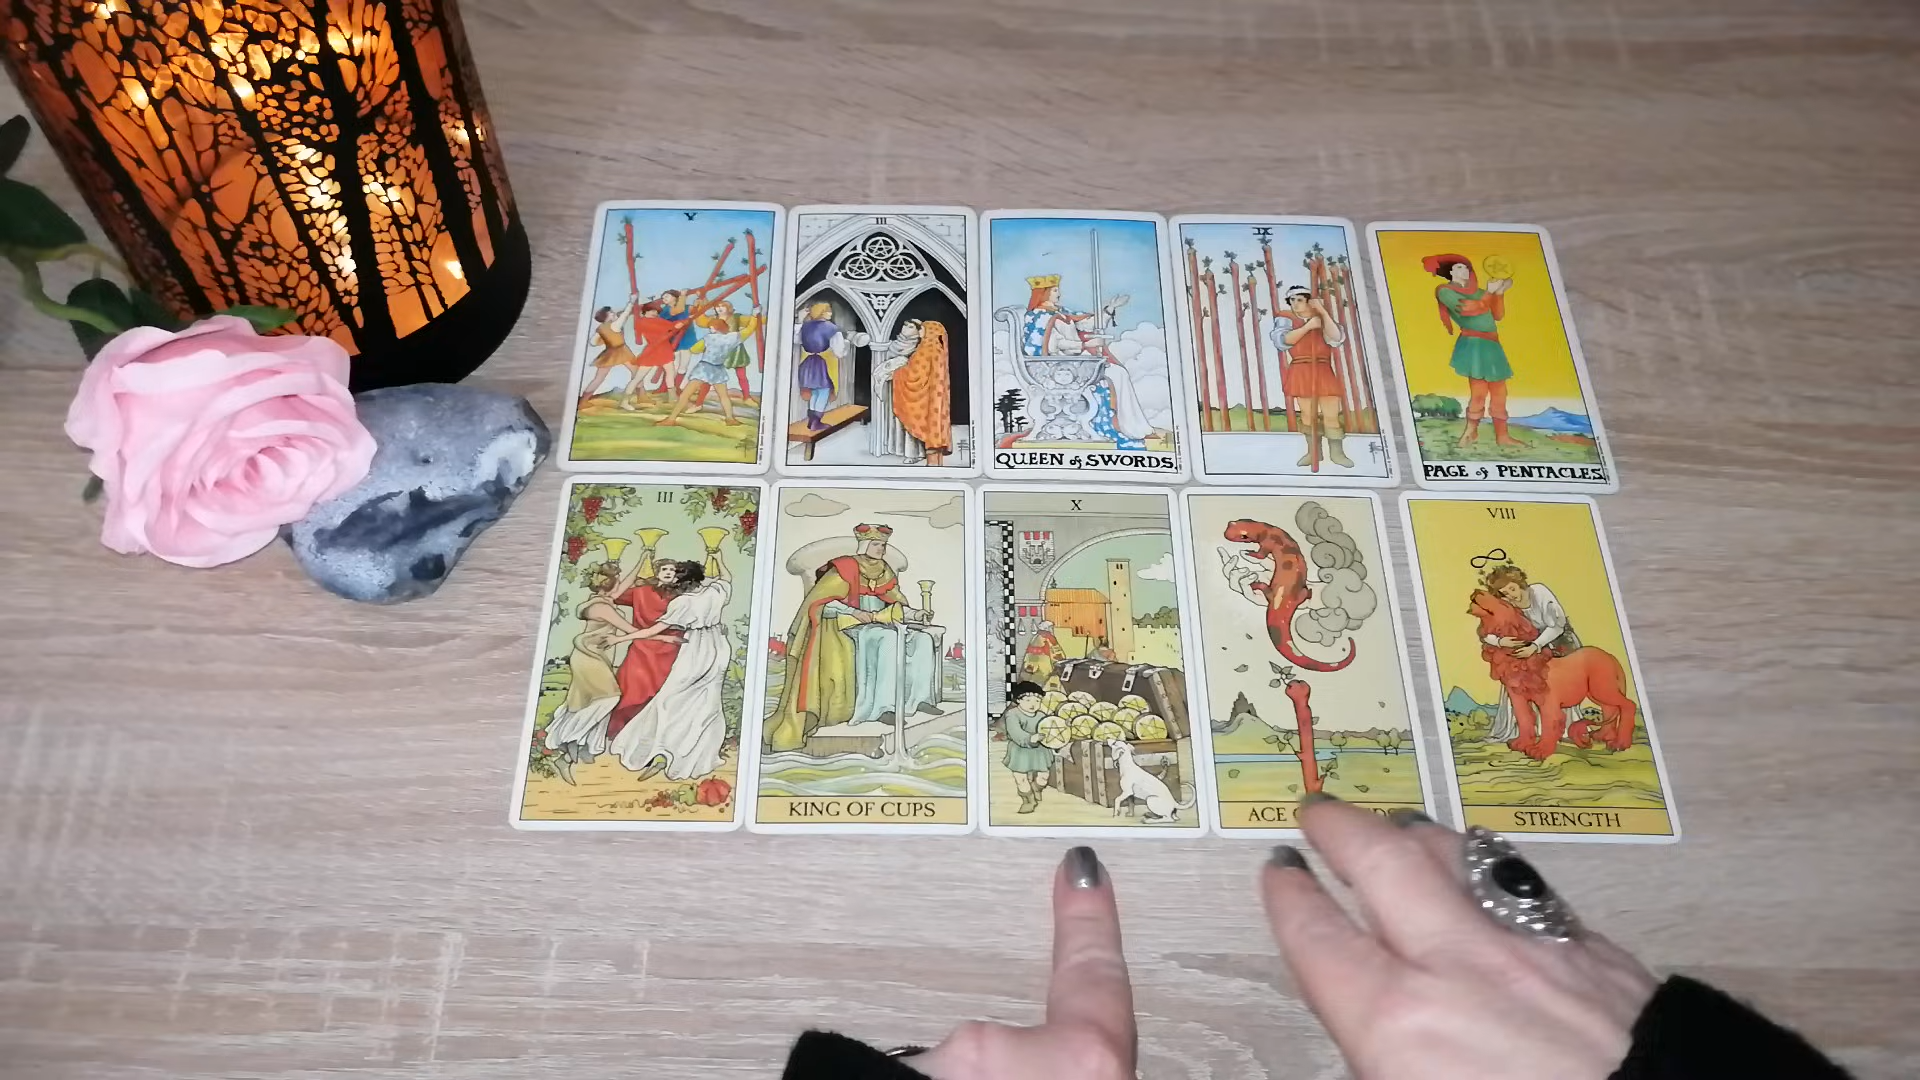 V
III
IX
QUEEN of SWORDS
PAGE of PENTACLES
III
X
VIII
KING OF CUPS
ACE
STRENGTH